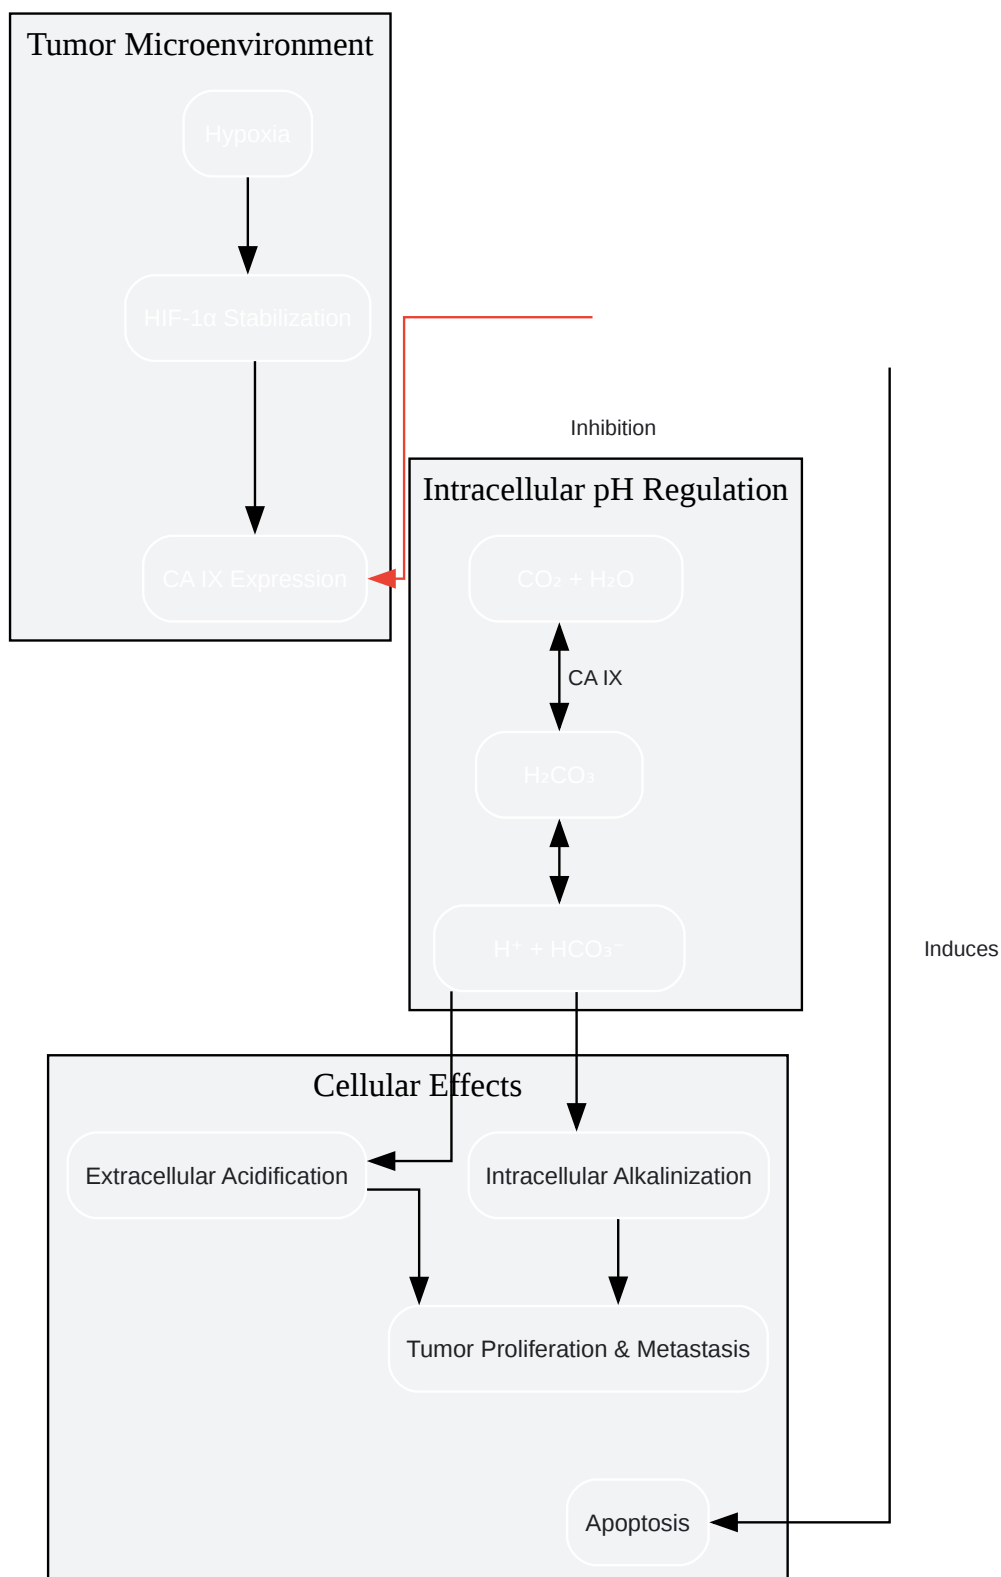 Tumor Microenvironment
Hypoxia
HIF-1α Stabilization
Inhibition
Intracellular pH Regulation
CA IX Expression
CO₂ + H₂O
CA IX
H₂CO₃
H⁺ + HCO₃⁻
Induces
Cellular Effects
Extracellular Acidification
Intracellular Alkalinization
Tumor Proliferation & Metastasis
Apoptosis